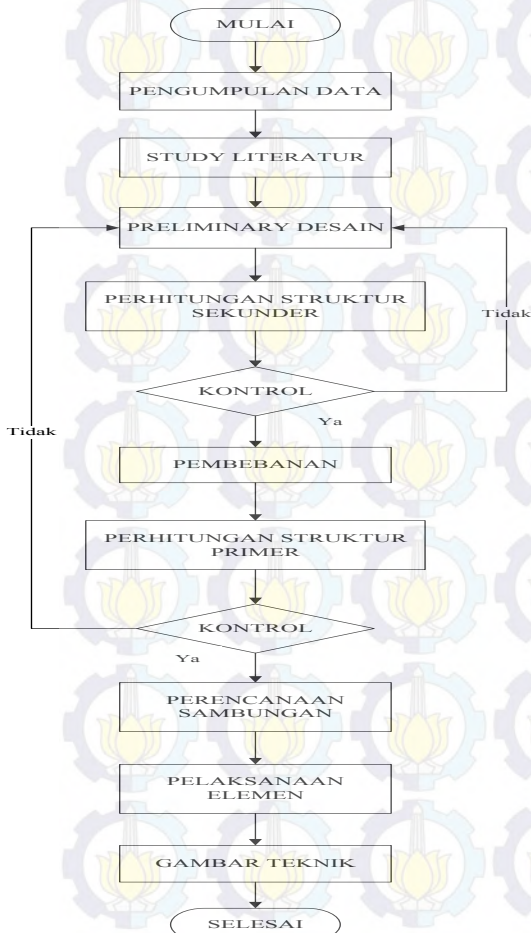 MULAI
PENGUMPULAN DATA
STUDY LITERATUR
PRELIMINARY DESAIN
PERHITUNGAN STRUKTUR
SEKUNDER
Tidak
KONTROL
Ya
Tidak
PEMBEBANAN
PERHITUNGAN STRUKTUR
PRIMER
KONTROL
Ya
PERENCANAAN
SAMBUNGAN
PELAKSANAAN
ELEMEN
GAMBAR TEKNIK
SELESAI